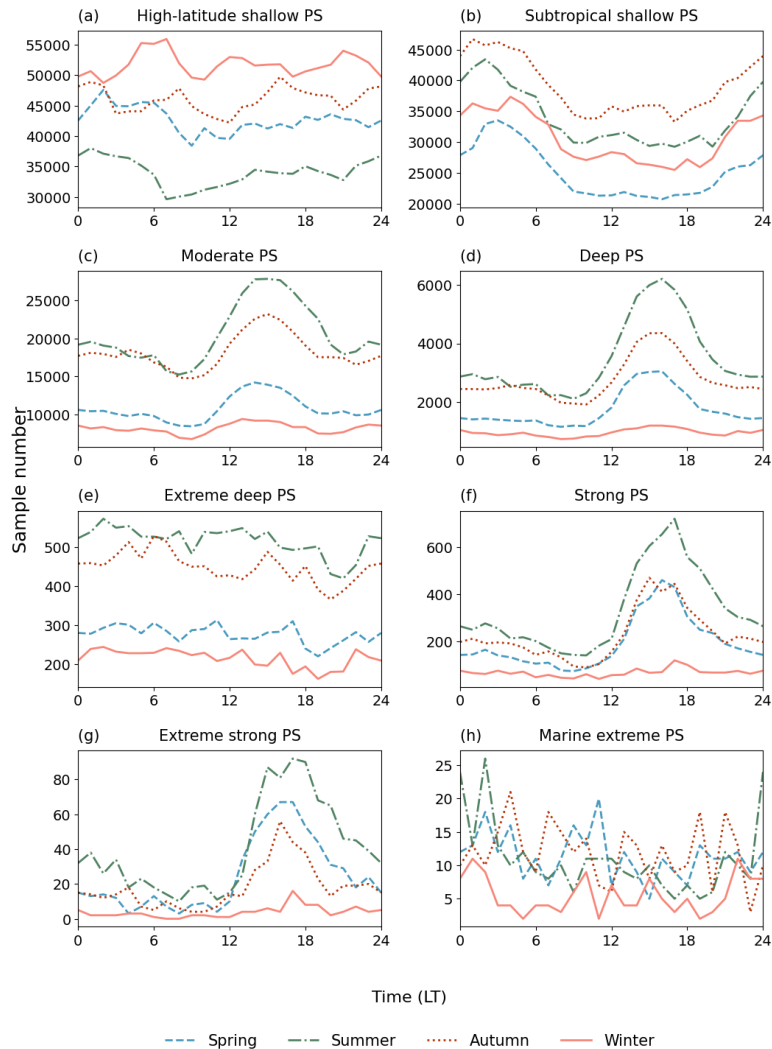 (a) High-latitude shallow PS
55000
50000
45000
40000
35000
30000
0 6 12 18 24
(b) Subtropical shallow PS
45000
40000
35000
30000
25000
20000
0 6 12 18 24
(c) Moderate PS
25000
20000
15000
10000
0 6 12 18 24
(d) Deep PS
6000
4000
2000
0 6 12 18 24
Sample number
(e) Extreme deep PS
500
400
300
200
0 6 12 18 24
(f) Strong PS
600
400
200
0 6 12 18 24
(g) Extreme strong PS
80
60
40
20
0
0 6 12 18 24
(h) Marine extreme PS
25
20
15
10
5
0 6 12 18 24
Time (LT)
Spring Summer Autumn Winter